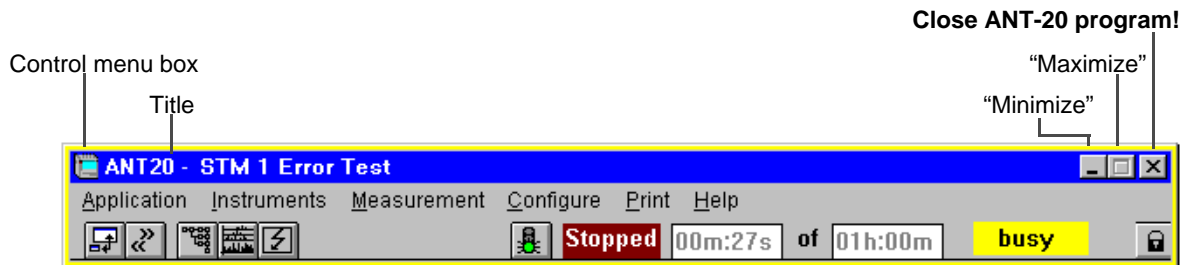 Close ANT-20 program!
Control menu box
“Maximize”
Title
“Minimize”
ANT20 - STM 1 Error Test
Application Instruments Measurement Configure Print Help
Stopped 00m:27s of 01h:00m busy